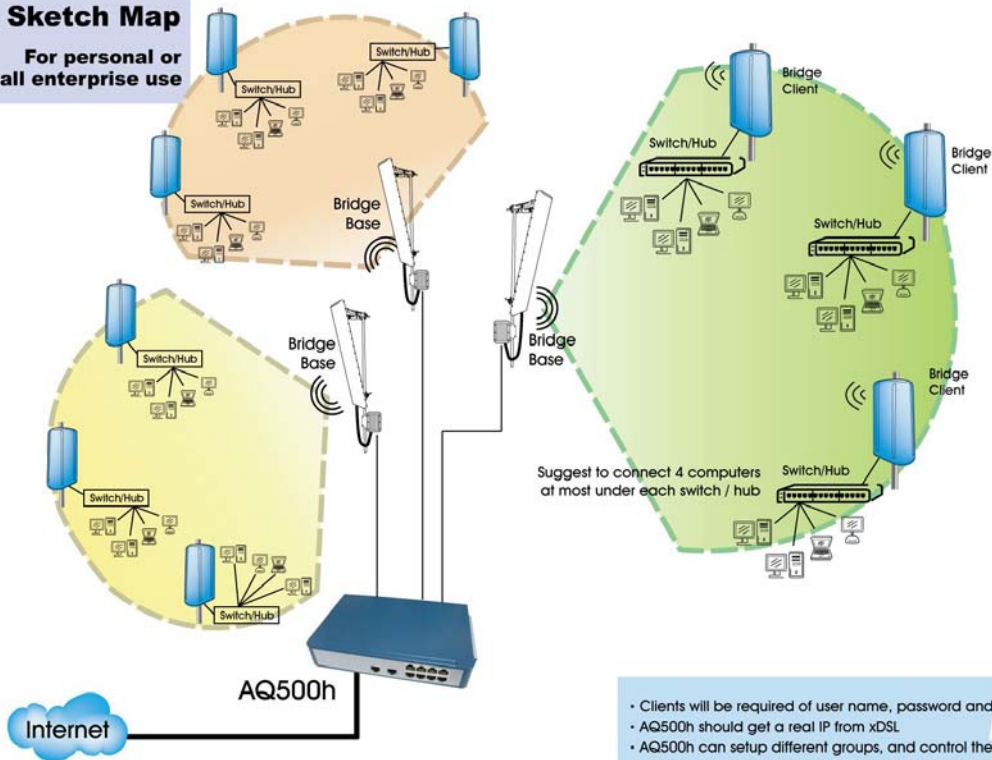 Sketch Map
For personal or
all enterprise use
Switch/Hub
Switch/Hub
Switch/Hub
Bridge
Base
Bridge
Client
Switch/Hub
Bridge
Client
Switch/Hub
Bridge
Base
Bridge
Base
Switch/Hub
Switch/Hub
Switch/Hub
Bridge
Client
Suggest to connect 4 computers
at most under each switch / hub
Switch/Hub
AQ500h
Internet
• Clients will be required of user name, password and
• AQ500h should get a real IP from xDSL
• AQ500h can setup different groups, and control the